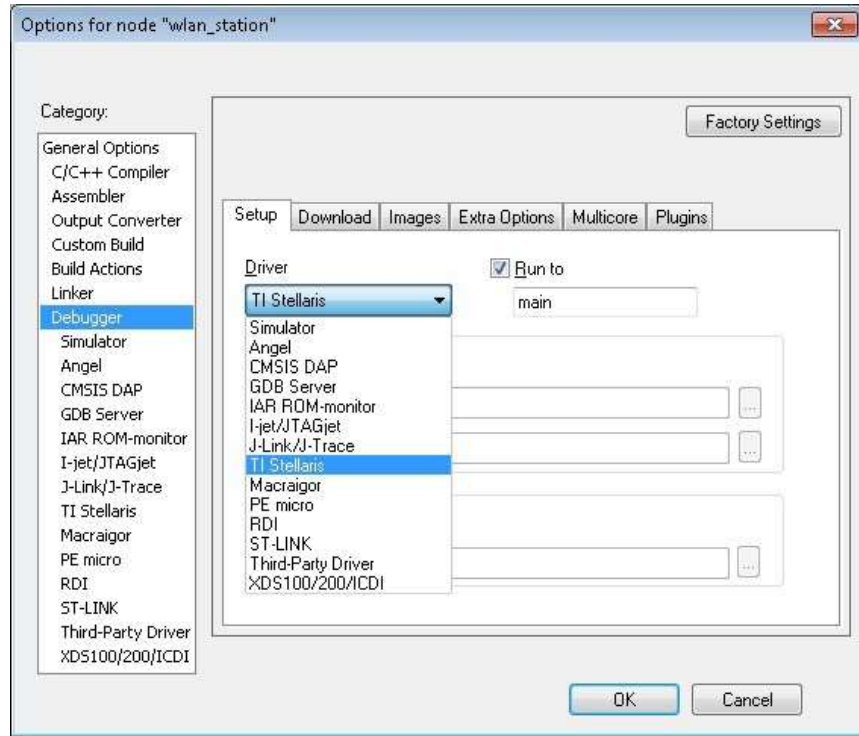 Options for node "wlan_station"
Category:
Factory Settings
General Options
C/C++ Compiler
Assembler
Output Converter
Custom Build
Build Actions
Linker
Debugger
Simulator
Angel
CMSIS DAP
GDB Server
IAR ROM-monitor
I-jet/JTAGjet
J-Link/J-Trace
TI Stellaris
Macraigor
PE micro
RDI
ST-LINK
Third-Party Driver
XDS100/200/ICDI
Setup Download Images Extra Options Multicore Plugins
Driver
Run to
TI Stellaris
main
Simulator
Angel
CMSIS DAP
GDB Server
IAR ROM-monitor
I-jet/JTAGjet
J-Link/J-Trace
TI Stellaris
Macraigor
PE micro
RDI
ST-LINK
Third-Party Driver
XDS100/200/ICDI
...
...
...
OK Cancel